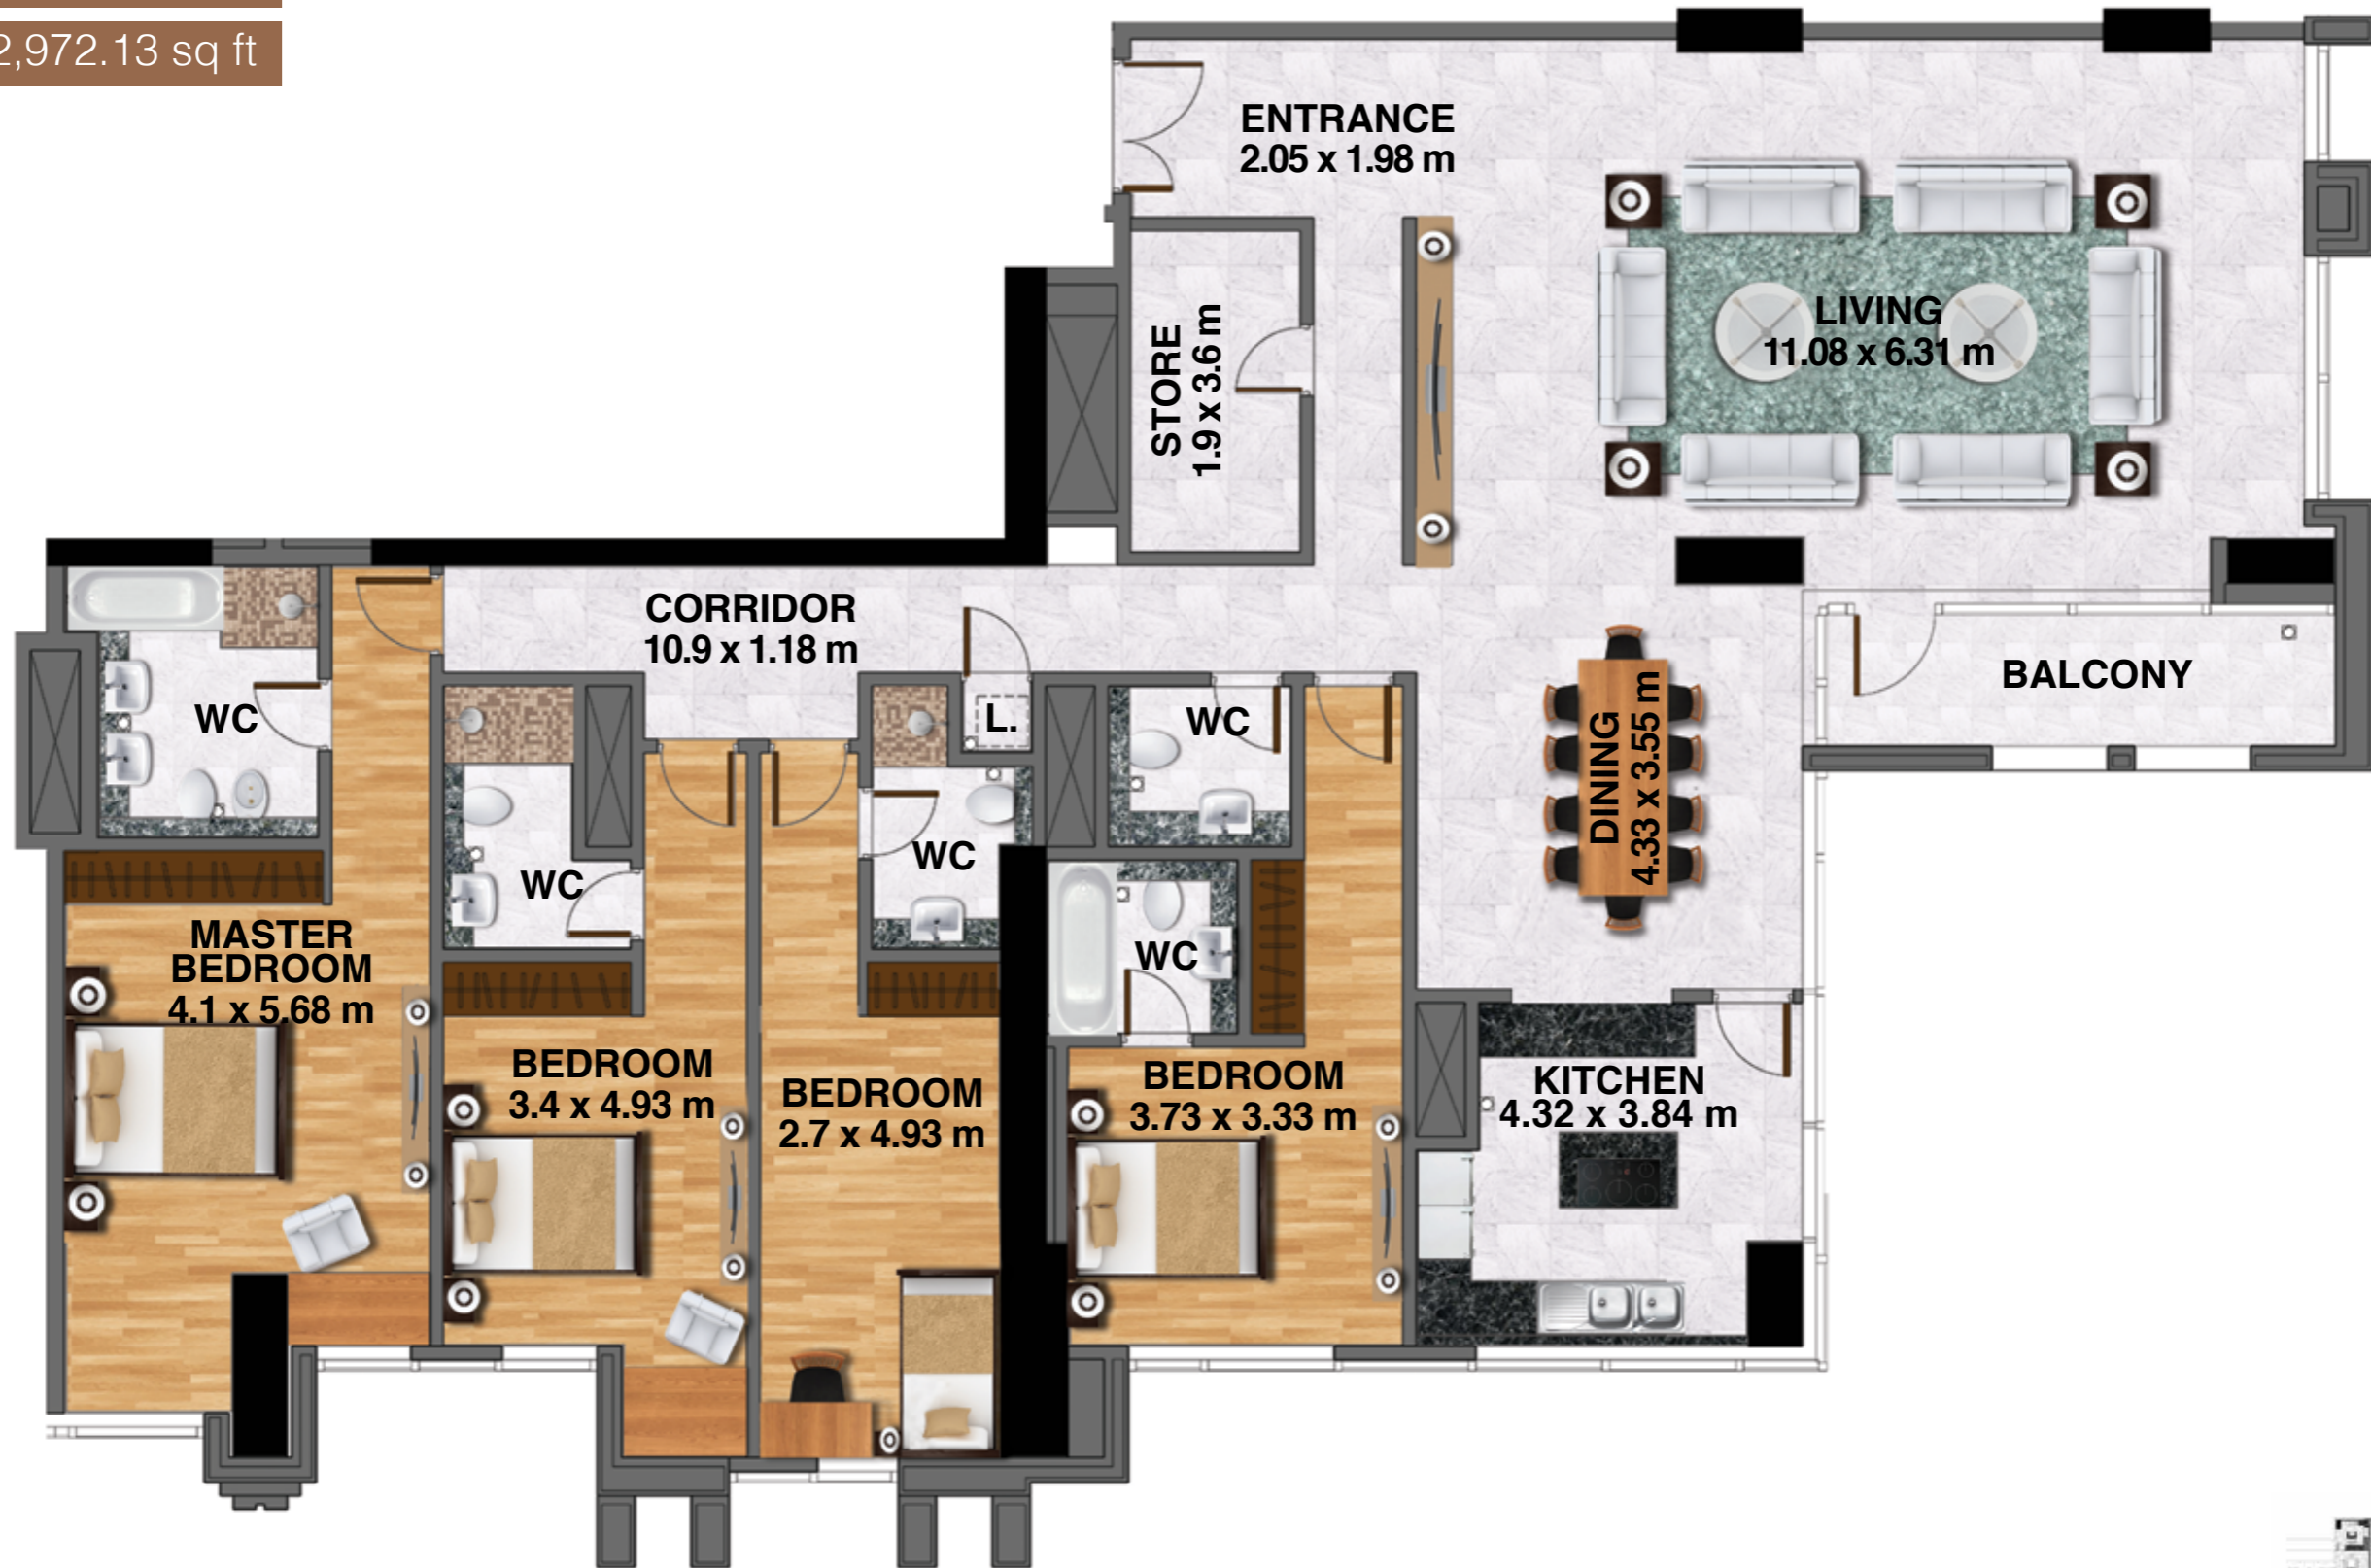 2,972.13 sq ft
ENTRANCE
2.05 x 1.98 m
STORE
1.9 x 3.6 m
LIVING
11.08 x 6.31 m
CORRIDOR
10.9 x 1.18 m
BALCONY
DINING
4.33 x 3.55 m
WC
L.
WC
WC
WC
WC
MASTER
BEDROOM
4.1 x 5.68 m
BEDROOM
3.4 x 4.93 m
BEDROOM
2.7 x 4.93 m
BEDROOM
3.73 x 3.33 m
KITCHEN
4.32 x 3.84 m